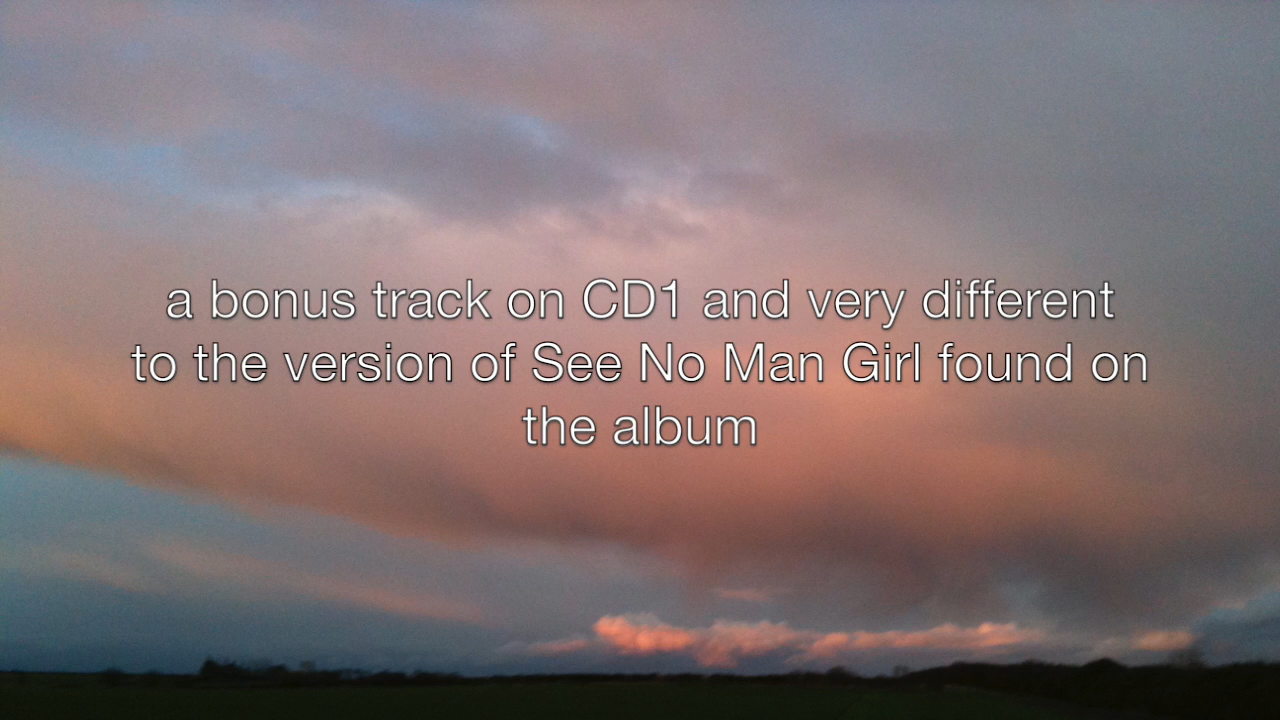 a bonus track on CD1 and very different
to the version of See No Man Girl found on
the album